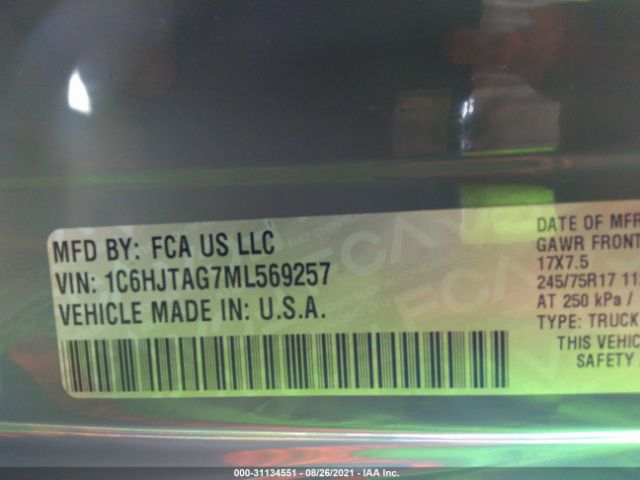 MFD BY: FCA US LLC
VIN: 1C6HJTAG7ML569257
VEHICLE MADE IN: U.S.A.
DATE OF MFR
GAWR FRONT
17X7.5
245/75R17 11
AT 250 kPa /
TYPE: TRUCK
THIS VEHIC
SAFETY
000-31134551 | 08/26/2021 - IAA Inc.